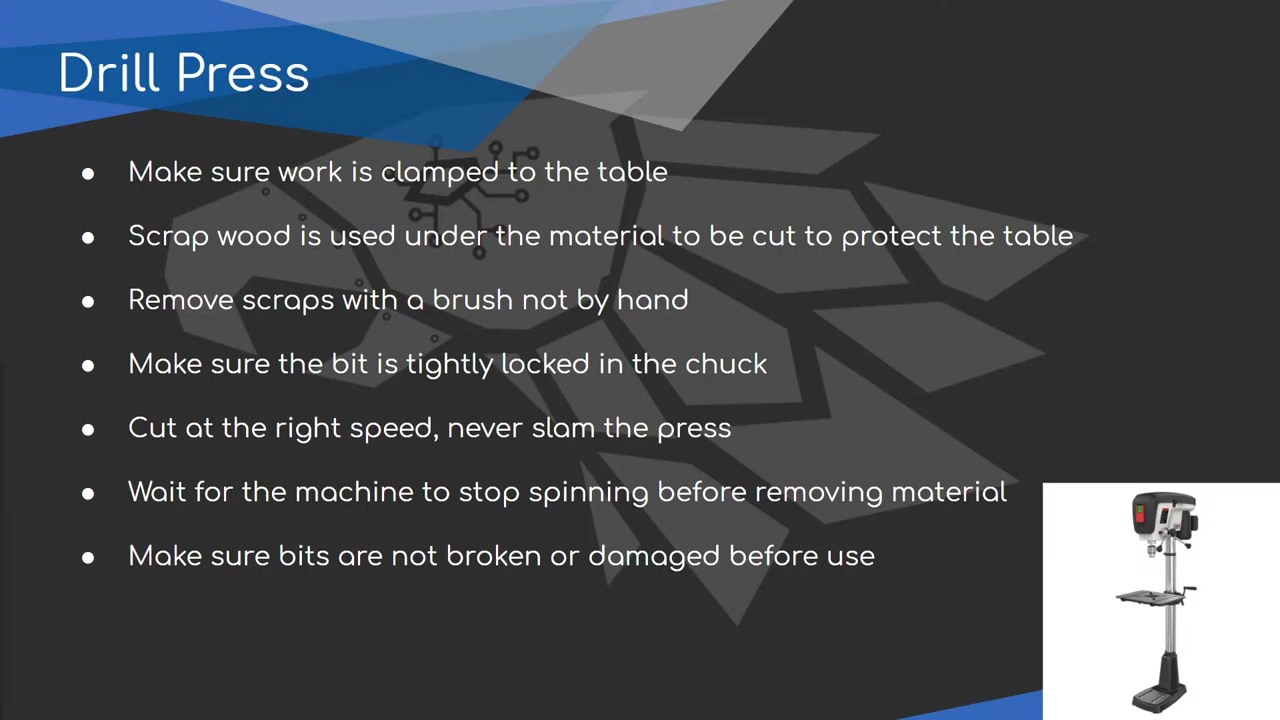 Drill Press
● Make sure work is clamped to the table
● Scrap wood is used under the material to be cut to protect the table
● Remove scraps with a brush not by hand
● Make sure the bit is tightly locked in the chuck
● Cut at the right speed, never slam the press
● Wait for the machine to stop spinning before removing material
● Make sure bits are not broken or damaged before use